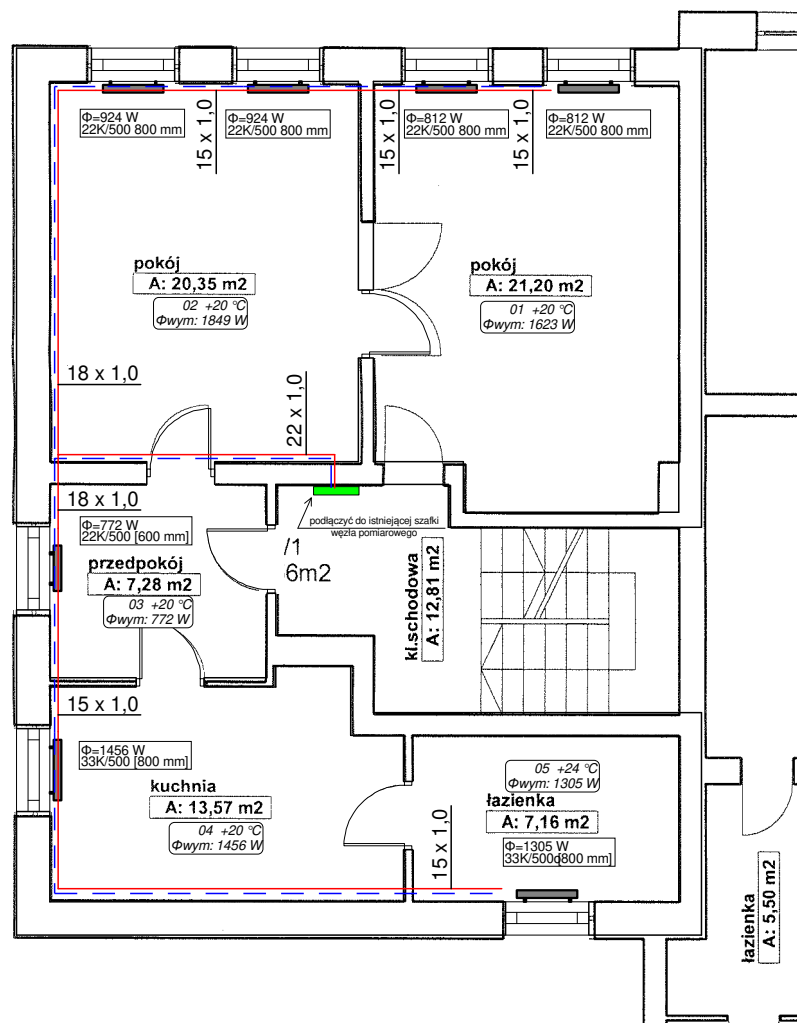 Φ=924 W
22K/500 800 mm
Φ=924 W
22K/500 800 mm
15 x 1,0
Φ=812 W
22K/500 800 mm
Φ=812 W
22K/500 800 mm
15 x 1,0
15 x 1,0
pokój
A: 20,35 m2
02 +20 °C
Φwym: 1849 W
pokój
A: 21,20 m2
01 +20 °C
Φwym: 1623 W
18 x 1,0
22 x 1,0
18 x 1,0
Φ=772 W
22K/500 [600 mm]
podłączyć do istniejącej szafki
węzła pomiarowego
/1
6m2
przedpokój
A: 7,28 m2
03 +20 °C
Φwym: 772 W
kl.schodowa
A: 12,81 m2
15 x 1,0
Φ=1456 W
33K/500 [800 mm]
kuchnia
A: 13,57 m2
04 +20 °C
Φwym: 1456 W
05 +24 °C
Φwym: 1305 W
łazienka
A: 7,16 m2
15 x 1,0
Φ=1305 W
33K/500[800 mm]
łazienka
A: 5,50 m2